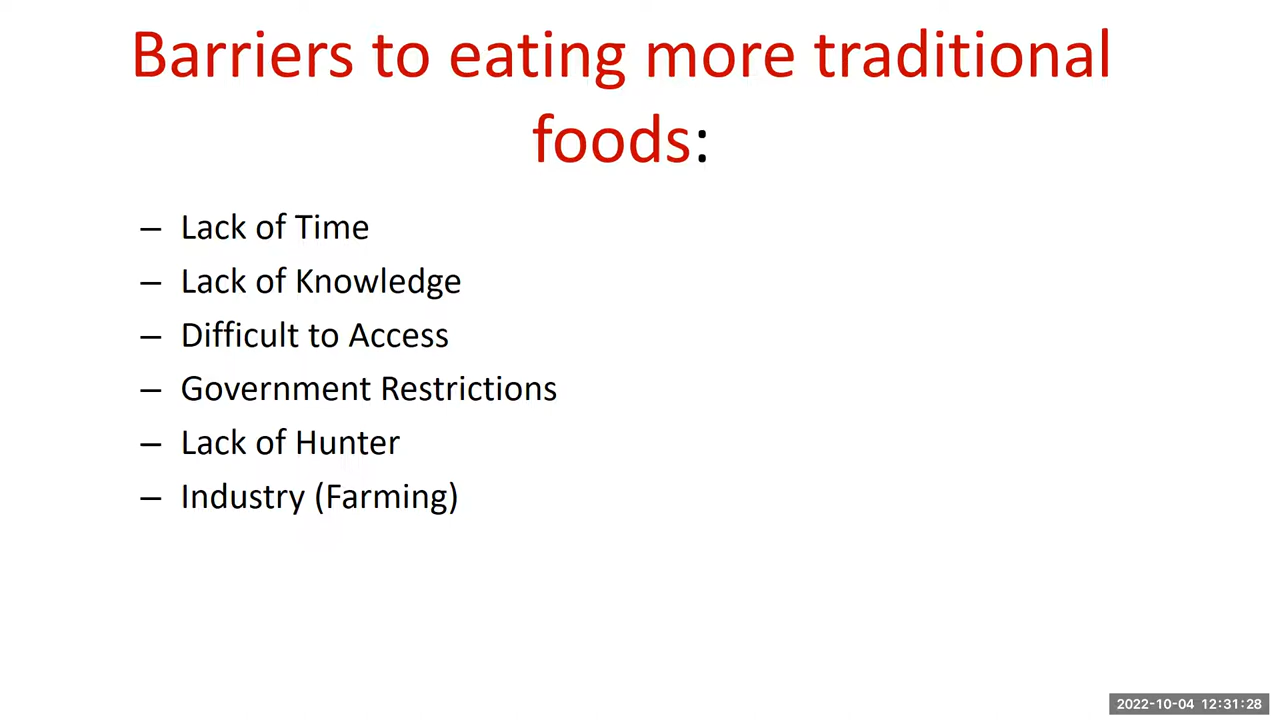 Barriers to eating more traditional
foods:
– Lack of Time
– Lack of Knowledge
– Difficult to Access
– Government Restrictions
– Lack of Hunter
– Industry (Farming)
2022-10-04 12:31:28